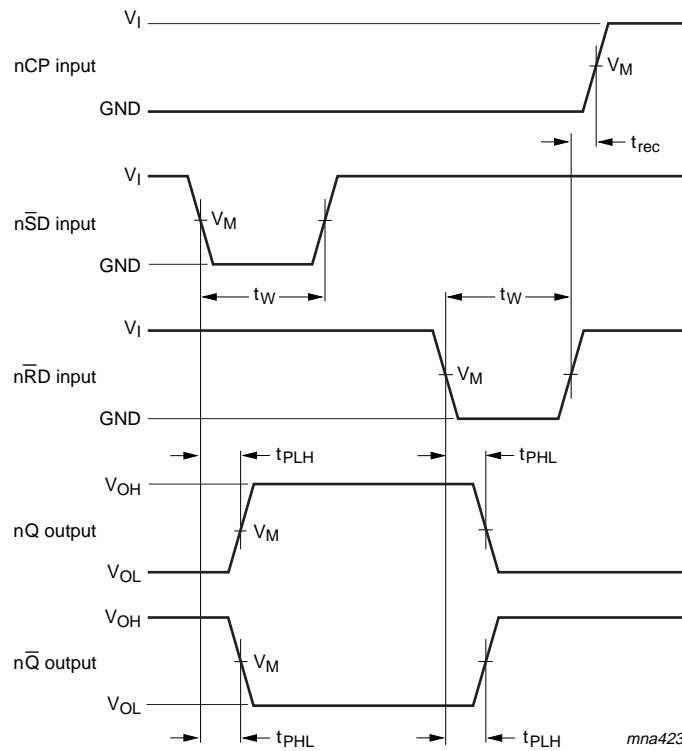 V_I
nCP input
V_M
GND
t_rec
V_I
nS̅D input
V_M
GND
t_W
t_W
V_I
nR̅D input
V_M
GND
t_PLH
t_PHL
V_OH
nQ output
V_M
V_OL
V_OH
nQ̅ output
V_M
V_OL
t_PHL
t_PLH
mna423